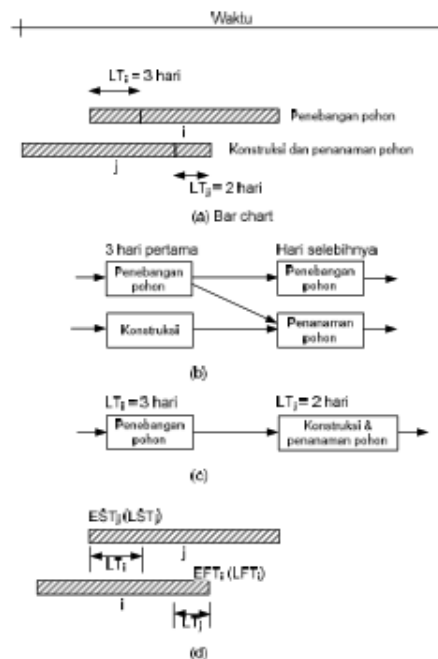 Waktu
LTᵢ = 3 hari
i
Penebangan pohon
Konstruksi dan penanaman pohon
j
LTⱼ = 2 hari
(a) Bar chart
3 hari pertama
Hari selebihnya
Penebangan
pohon
Penebangan
pohon
Konstruksi
Penanaman
pohon
(b)
LTᵢ = 3 hari
LTⱼ = 2 hari
Penebangan
pohon
Konstruksi &
penanaman pohon
(c)
ESTⱼ (LSTⱼ)
j
LTᵢ
EFTᵢ (LFTᵢ)
i
LTⱼ
(d)